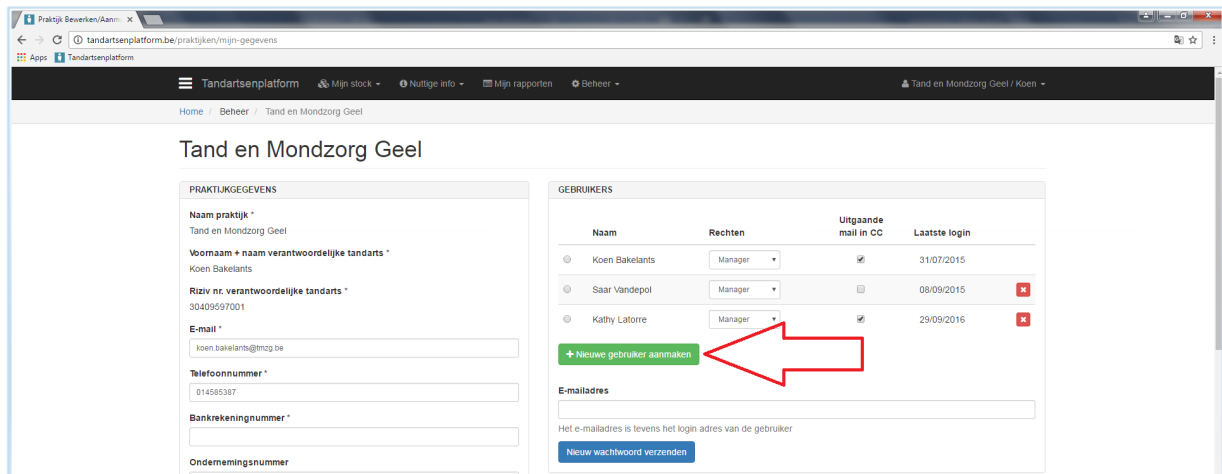 Praktijk Bewerken/Aanm
tandartsenplatform.be/praktijken/mijn-gegevens
Apps Tandartsenplatform
Tandartsenplatform Mijn stock Nuttige info Mijn rapporten Beheer Tand en Mondzorg Geel / Koen
Home / Beheer / Tand en Mondzorg Geel
Tand en Mondzorg Geel
PRAKTIJKGEGEVENS
Naam praktijk *
Tand en Mondzorg Geel
Voornaam + naam verantwoordelijke tandarts *
Koen Bakelants
Riziv nr. verantwoordelijke tandarts *
30409597001
E-mail *
koen.bakelants@tmzg.be
Telefoonnummer *
014585387
Bankrekeningnummer *
Ondernemingsnummer
GEBRUIKERS
Naam Rechten Uitgaande mail in CC Laatste login
Koen Bakelants Manager 31/07/2015
Saar Vandepol Manager 08/09/2015
Kathy Latorre Manager 29/09/2016
+ Nieuwe gebruiker aanmaken
E-mailadres
Het e-mailadres is tevens het login adres van de gebruiker
Nieuw wachtwoord verzenden